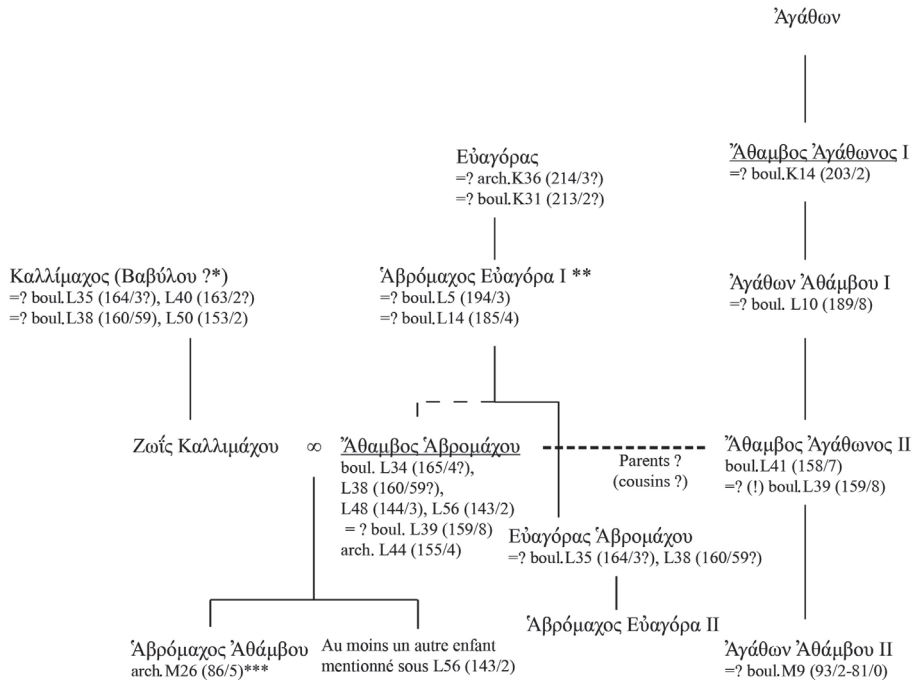 Ἀγάθων
Εὐαγόρας
=? arch.K36 (214/3?)
=? boul.K31 (213/2?)
Ἄθαμβος Ἀγάθωνος I
=? boul.K14 (203/2)
Καλλίμαχος (Βαβύλου ?*)
=? boul.L35 (164/3?), L40 (163/2?)
=? boul.L38 (160/59), L50 (153/2)
Ἁβρόμαχος Εὐαγόρα I **
=? boul.L5 (194/3)
=? boul.L14 (185/4)
Ἀγάθων Ἀθάμβου I
=? boul. L10 (189/8)
Ζωΐς Καλλιμάχου ∞ Ἄθαμβος Ἁβρομάχου
boul. L34 (165/4?),
L38 (160/59?),
L48 (144/3), L56 (143/2)
= ? boul. L39 (159/8)
arch. L44 (155/4)
Parents ?
(cousins ?)
Ἄθαμβος Ἀγάθωνος II
boul.L41 (158/7)
=? (!) boul.L39 (159/8)
Εὐαγόρας Ἁβρομάχου
=? boul.L35 (164/3?), L38 (160/59?)
Ἁβρόμαχος Ἀθάμβου
arch.M26 (86/5)***
Au moins un autre enfant
mentionné sous L56 (143/2)
Ἁβρόμαχος Εὐαγόρα II
Ἀγάθων Ἀθάμβου II
=? boul.M9 (93/2-81/0)